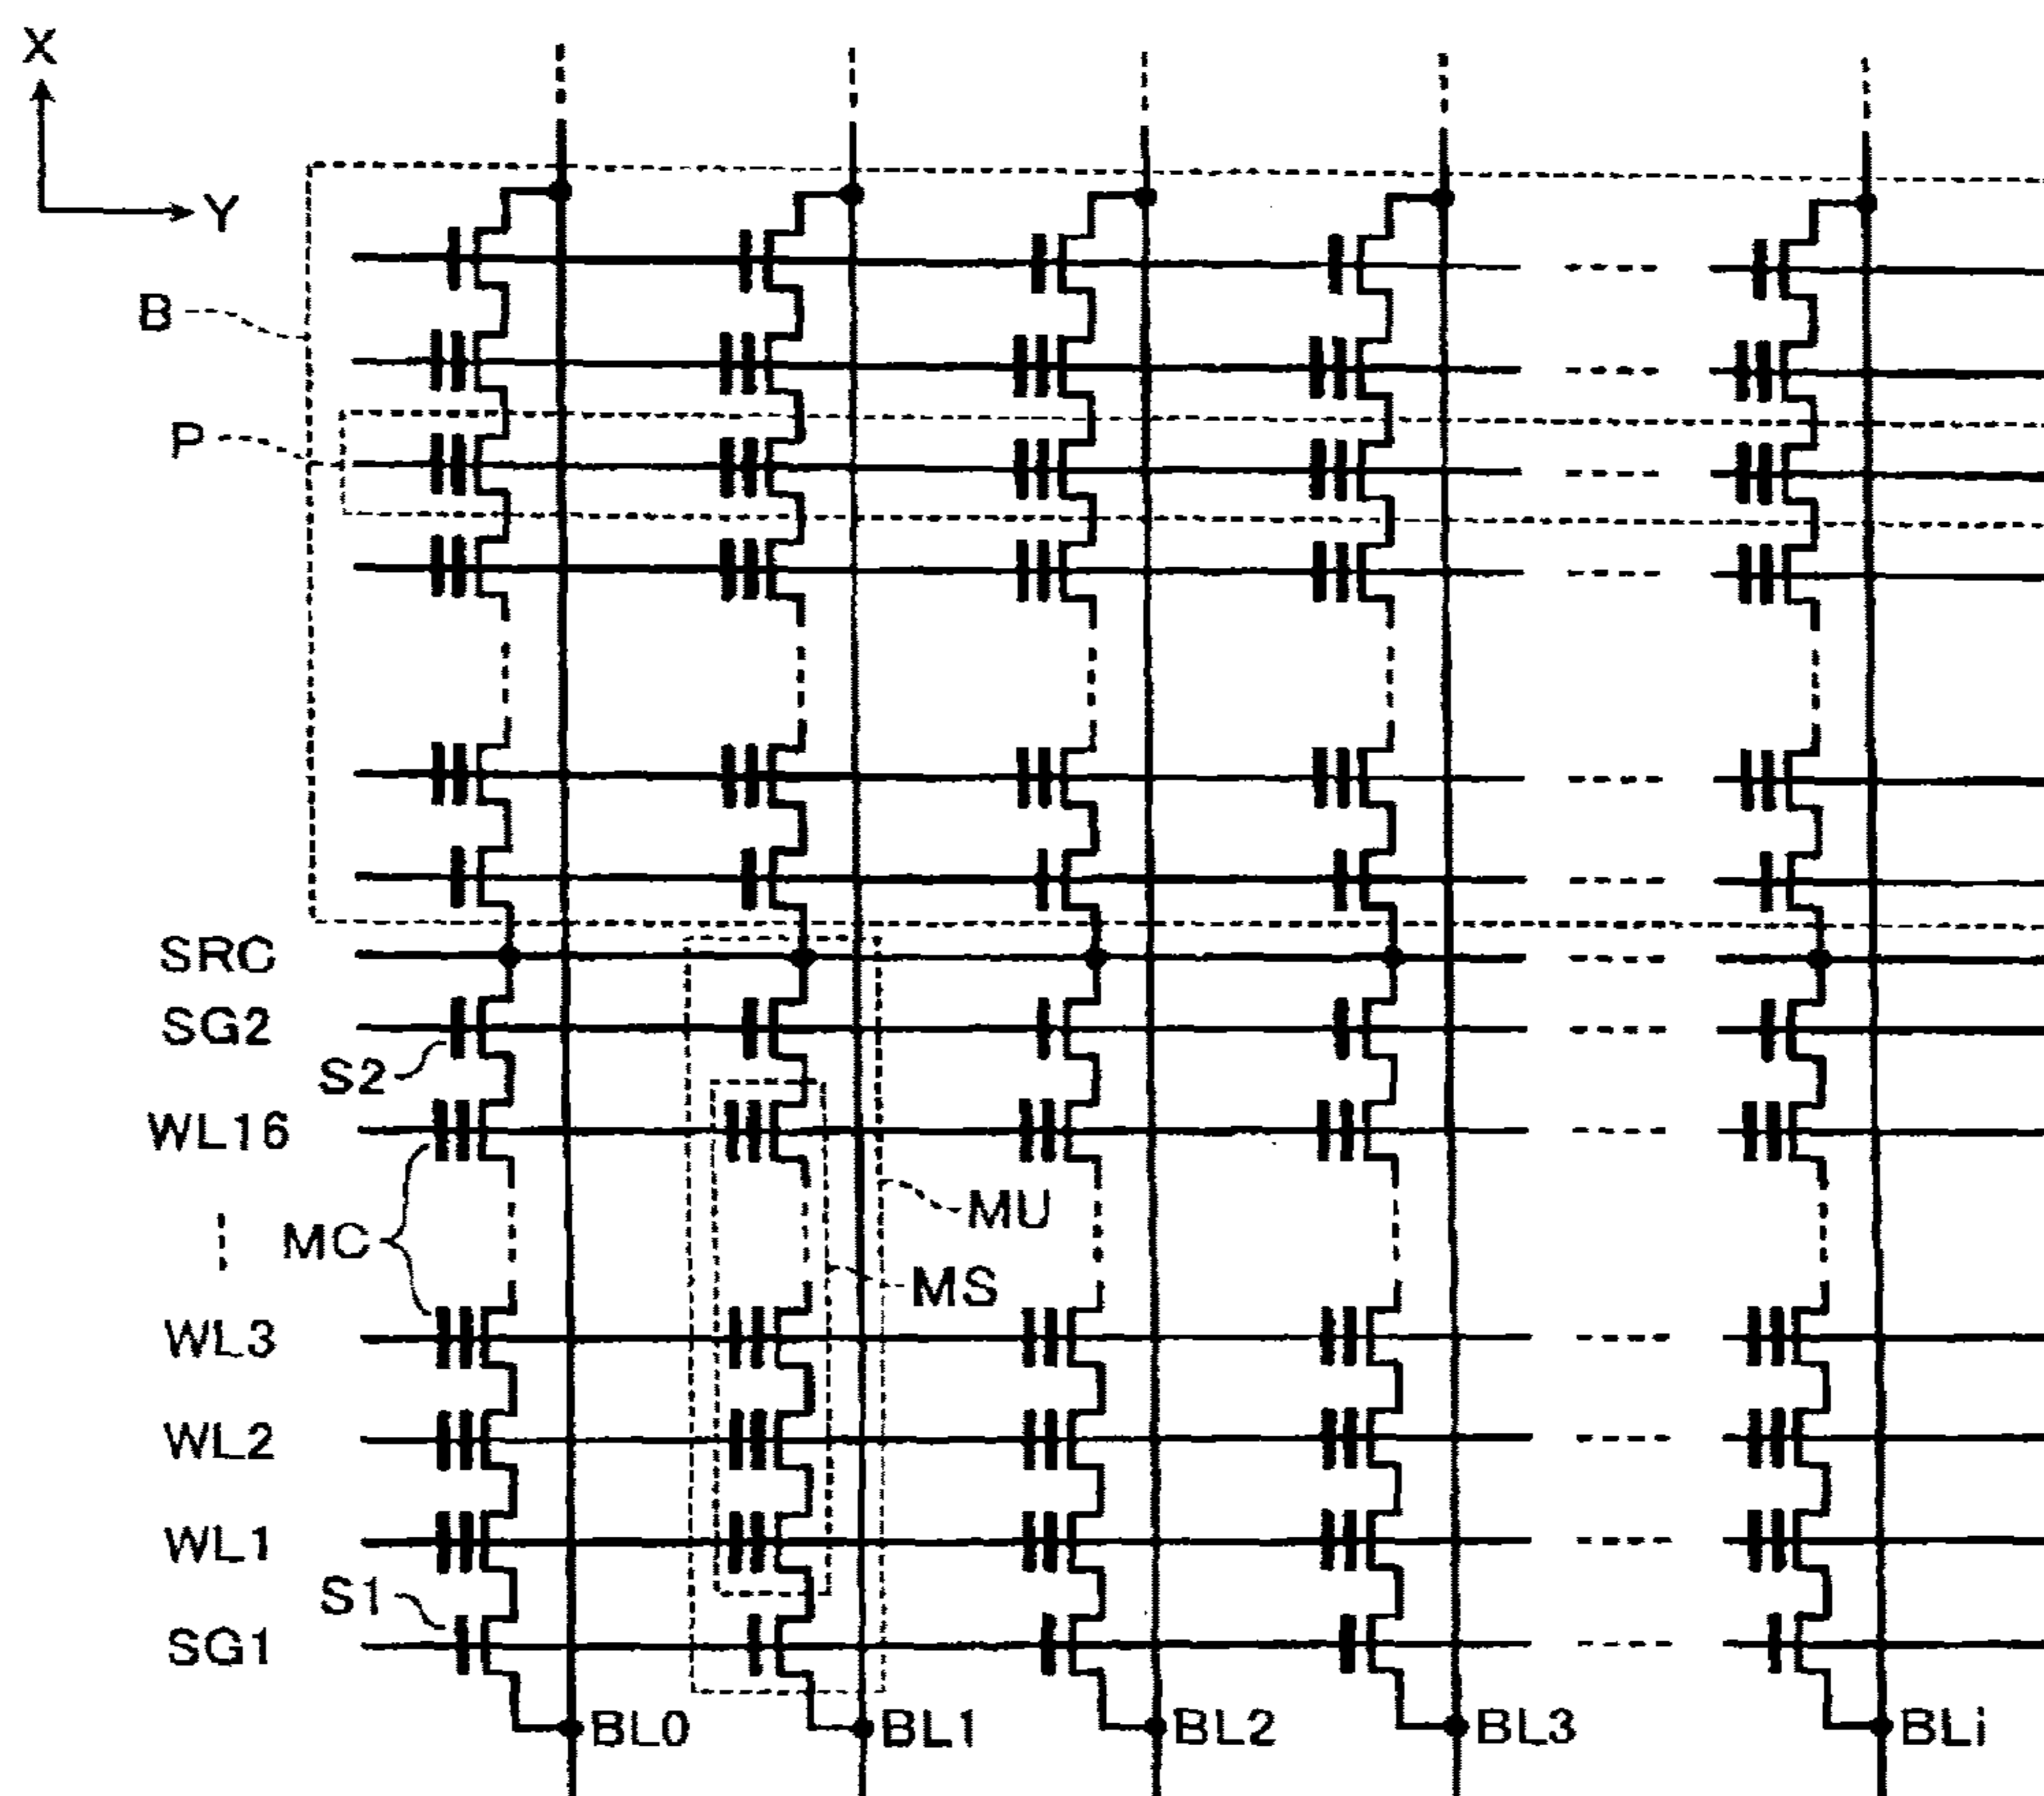 X
Y
B
P
SRC
SG2
S2
WL16
MU
MC
MS
WL3
WL2
WL1
S1
SG1
BL0 BL1 BL2 BL3 BLi